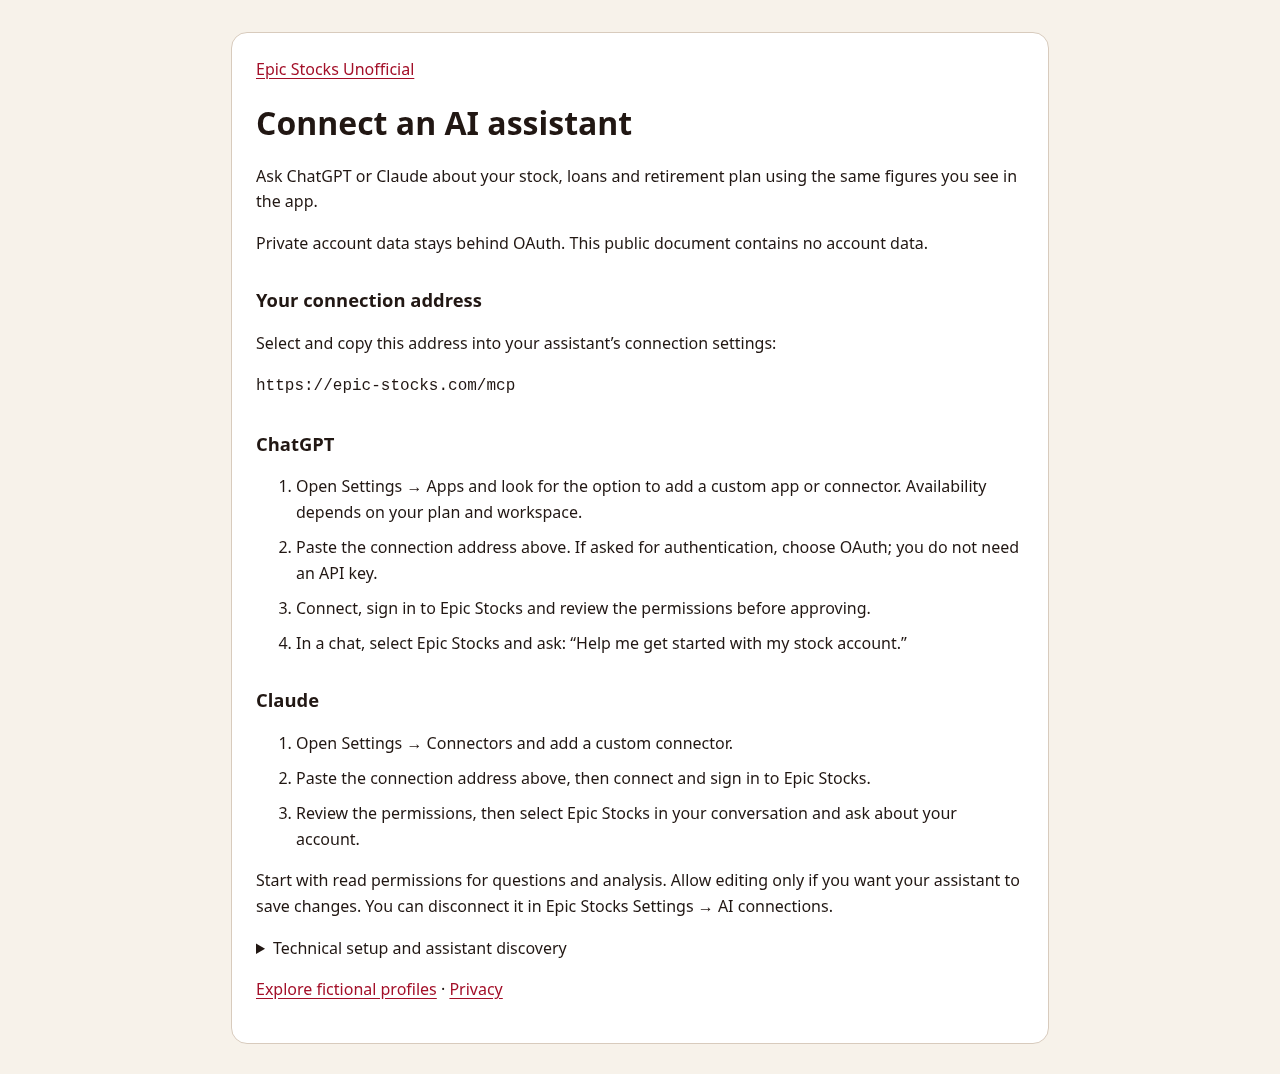 Epic Stocks Unofficial
Connect an AI assistant
Ask ChatGPT or Claude about your stock, loans and retirement plan using the same figures you see in
the app.
Private account data stays behind OAuth. This public document contains no account data.
Your connection address
Select and copy this address into your assistant’s connection settings:
https://epic-stocks.com/mcp
ChatGPT
1. Open Settings → Apps and look for the option to add a custom app or connector. Availability
depends on your plan and workspace.
2. Paste the connection address above. If asked for authentication, choose OAuth; you do not need
an API key.
3. Connect, sign in to Epic Stocks and review the permissions before approving.
4. In a chat, select Epic Stocks and ask: “Help me get started with my stock account.”
Claude
1. Open Settings → Connectors and add a custom connector.
2. Paste the connection address above, then connect and sign in to Epic Stocks.
3. Review the permissions, then select Epic Stocks in your conversation and ask about your
account.
Start with read permissions for questions and analysis. Allow editing only if you want your assistant to
save changes. You can disconnect it in Epic Stocks Settings → AI connections.
▶ Technical setup and assistant discovery
Explore fictional profiles · Privacy